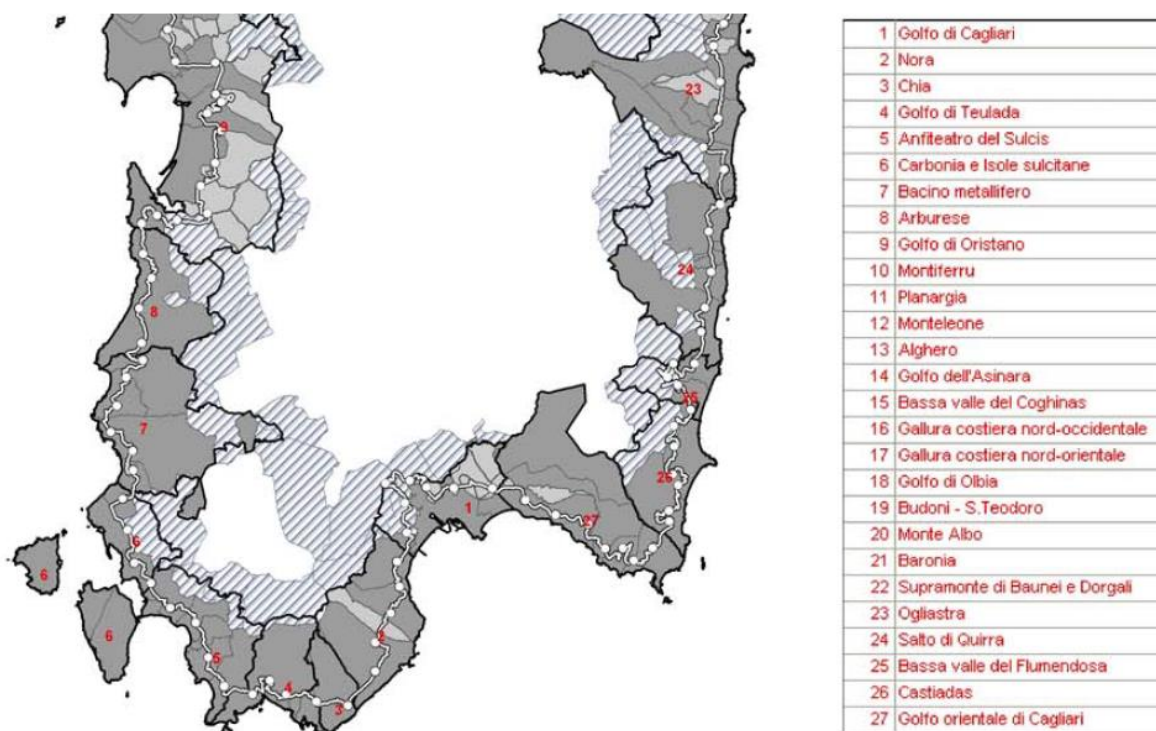 23
9
24
8
25
7
26
1
27
6
6
6
2
5
4
3
1 Golfo di Cagliari
2 Nora
3 Chia
4 Golfo di Teulada
5 Anfiteatro del Sulcis
6 Carbonia e Isole sulcitane
7 Bacino metallifero
8 Arburese
9 Golfo di Oristano
10 Montiferru
11 Planargia
12 Monteleone
13 Alghero
14 Golfo dell'Asinara
15 Bassa valle del Coghinas
16 Gallura costiera nord-occidentale
17 Gallura costiera nord-orientale
18 Golfo di Olbia
19 Budoni - S.Teodoro
20 Monte Albo
21 Baronia
22 Supramonte di Baunei e Dorgali
23 Ogliastra
24 Salto di Quirra
25 Bassa valle del Flumendosa
26 Castiadas
27 Golfo orientale di Cagliari